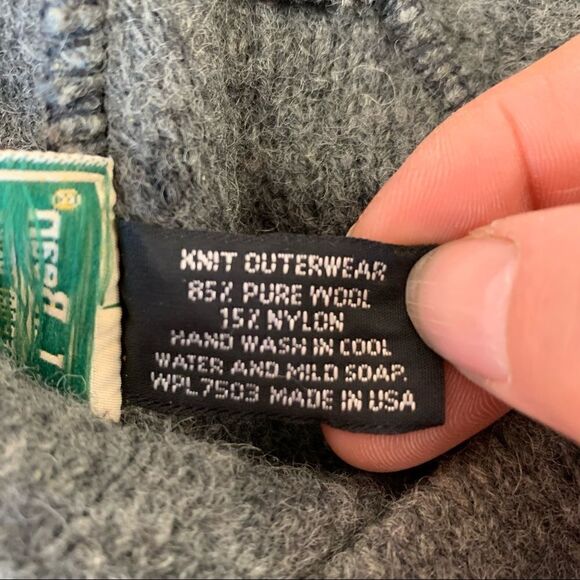 KNIT OUTERWEAR
85% PURE WOOL
15% NYLON
HAND WASH IN COOL
WATER AND MILD SOAP.
WPL7503 MADE IN USA